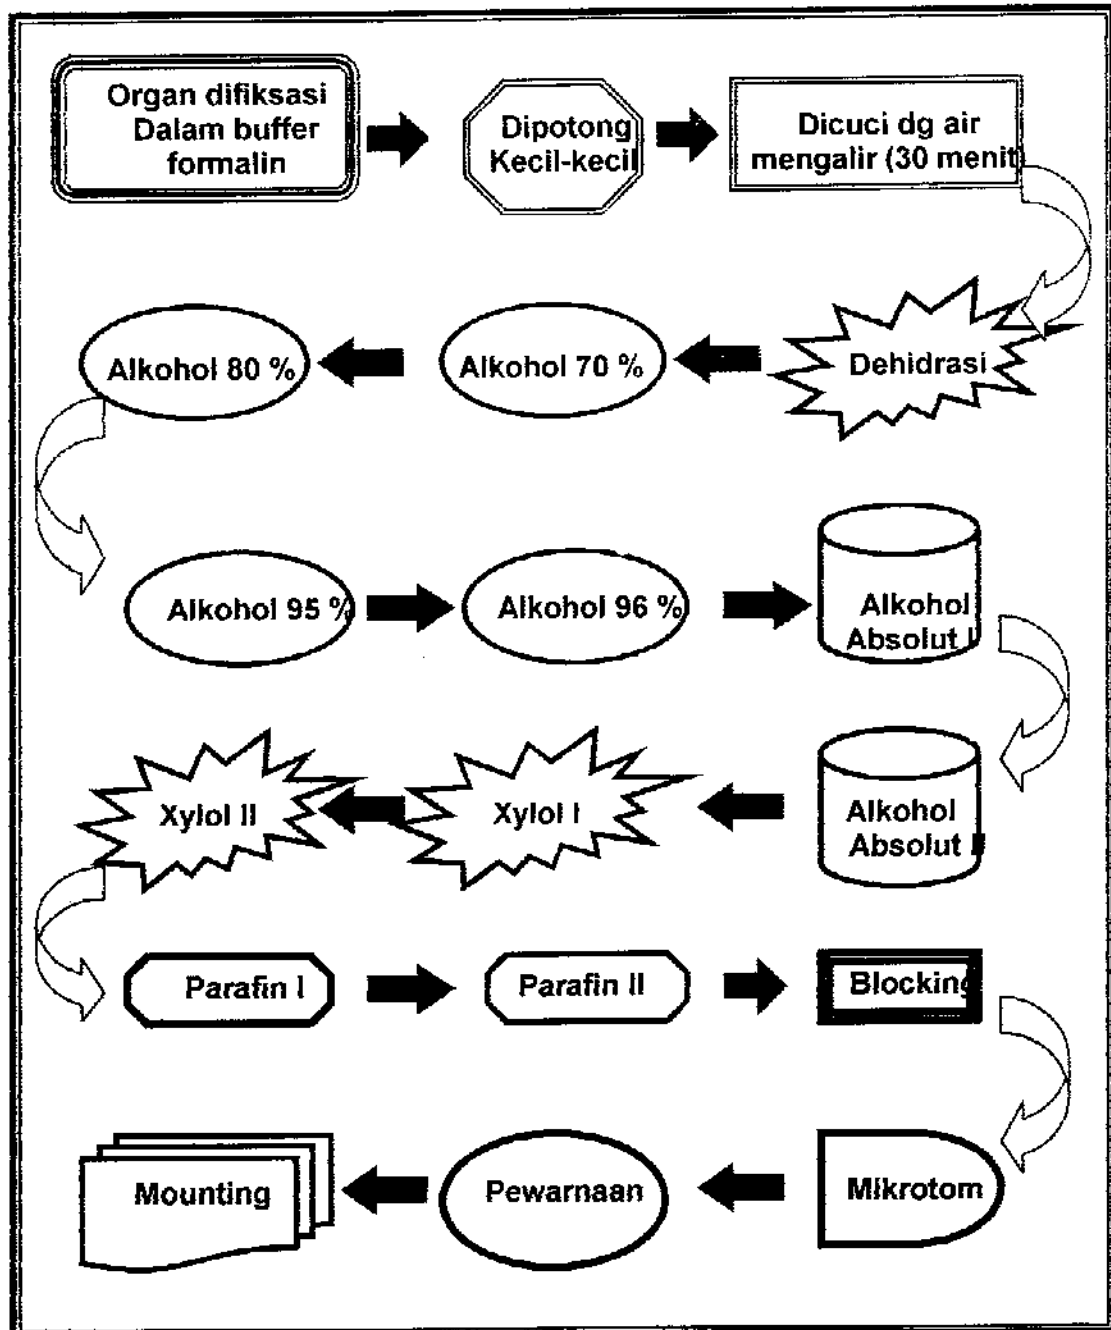 Organ difiksasi
Dalam buffer
formalin
Dipotong
Kecil-kecil
Dicuci dg air
mengalir (30 menit)
Dehidrasi
Alkohol 70 %
Alkohol 80 %
Alkohol 95 %
Alkohol 96 %
Alkohol
Absolut I
Alkohol
Absolut II
Xylol I
Xylol II
Parafin I
Parafin II
Blocking
Mikrotom
Pewarnaan
Mounting